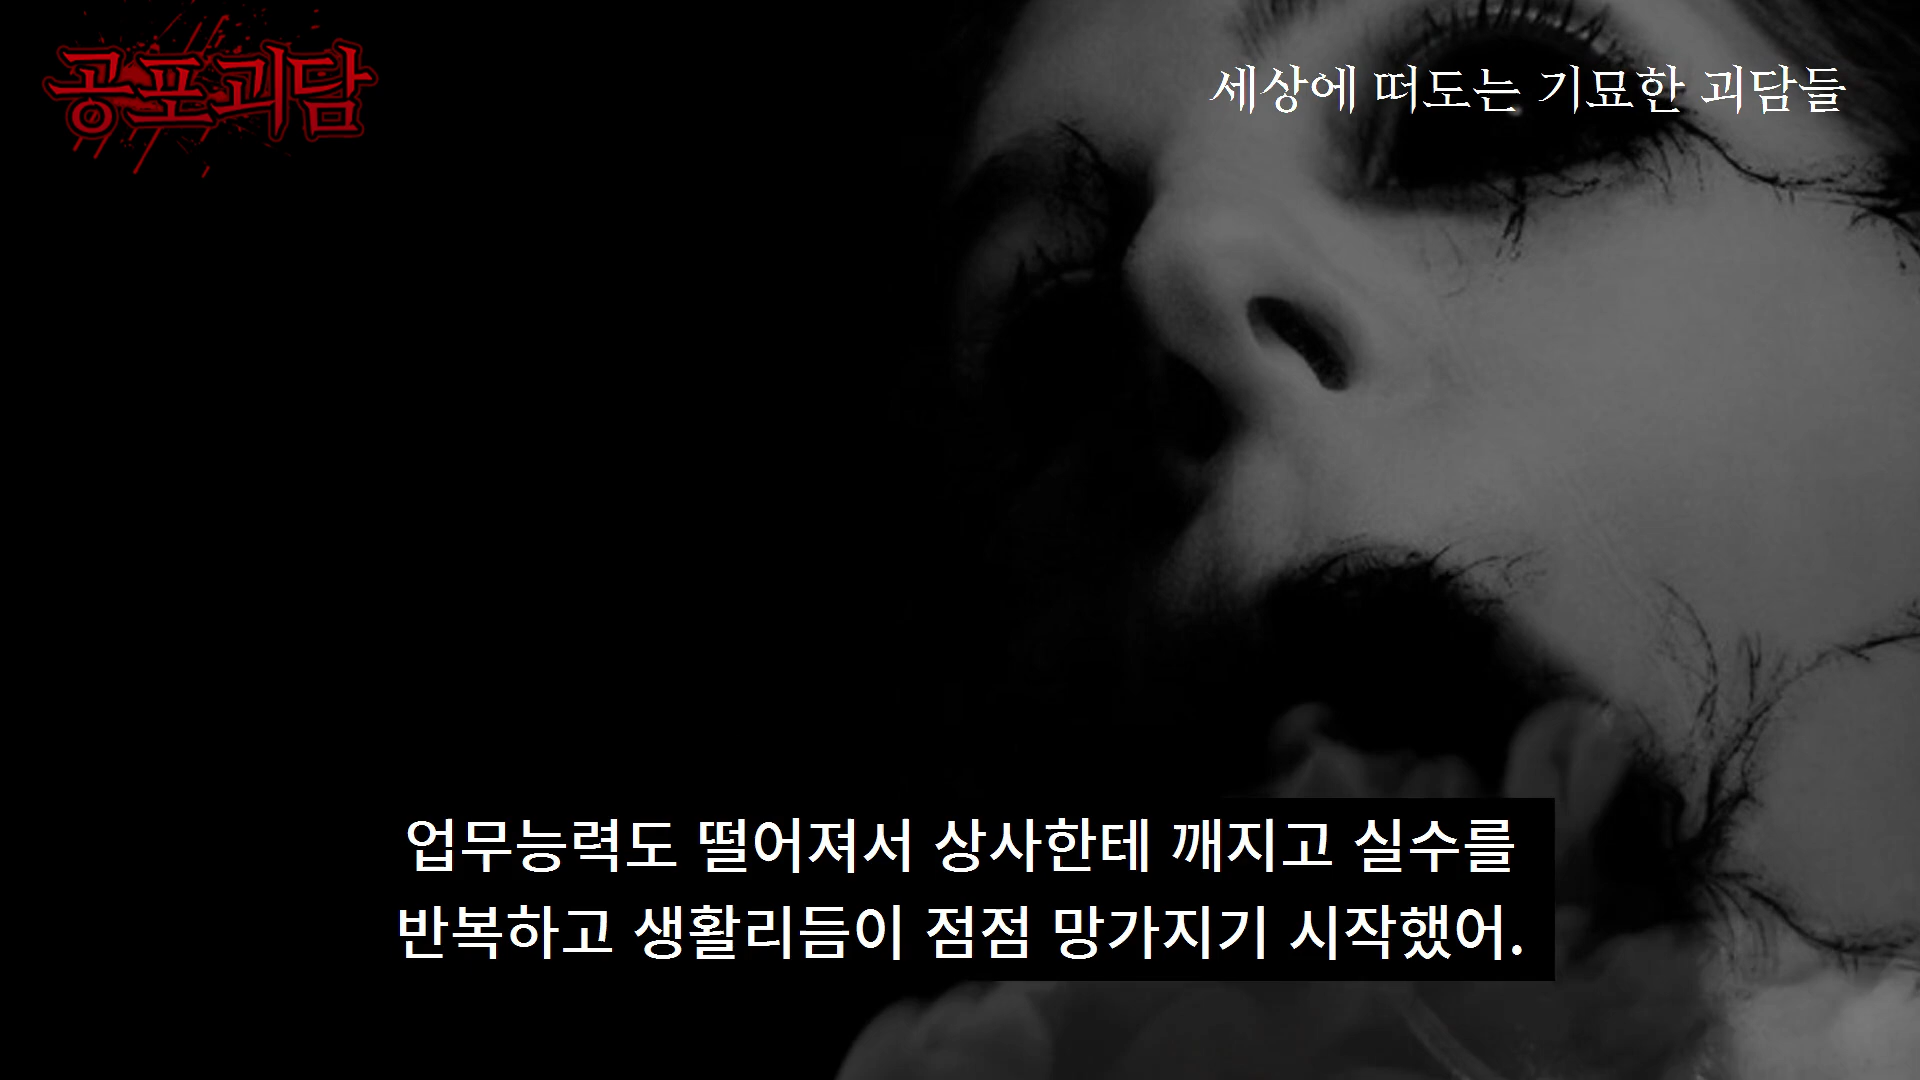 공포괴담
세상에 떠도는 기묘한 괴담들
업무능력도 떨어져서 상사한테 깨지고 실수를
반복하고 생활리듬이 점점 망가지기 시작했어.